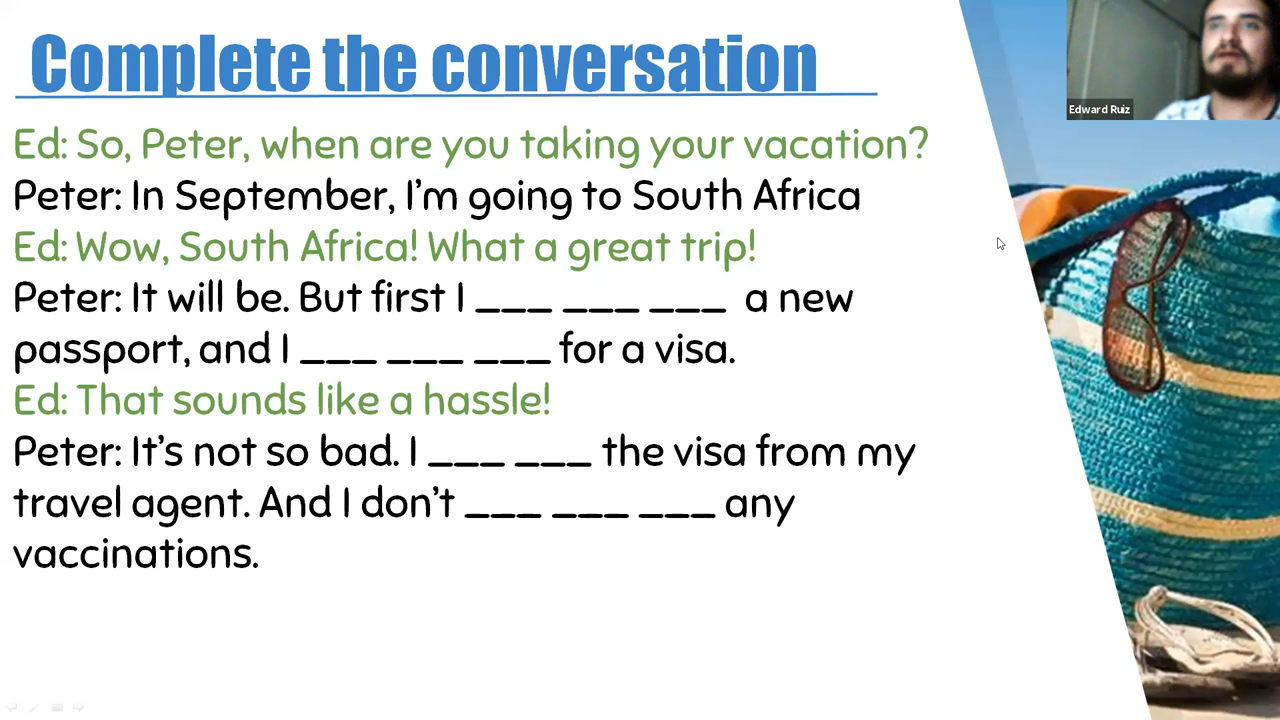 Complete the conversation
Edward Ruiz
Ed: So, Peter, when are you taking your vacation?
Peter: In September, I'm going to South Africa
Ed: Wow, South Africa! What a great trip!
Peter: It will be. But first I ___ ___ ___ a new
passport, and I ___ ___ ___ for a visa.
Ed: That sounds like a hassle!
Peter: It's not so bad. I ___ ___ the visa from my
travel agent. And I don't ___ ___ ___ any
vaccinations.